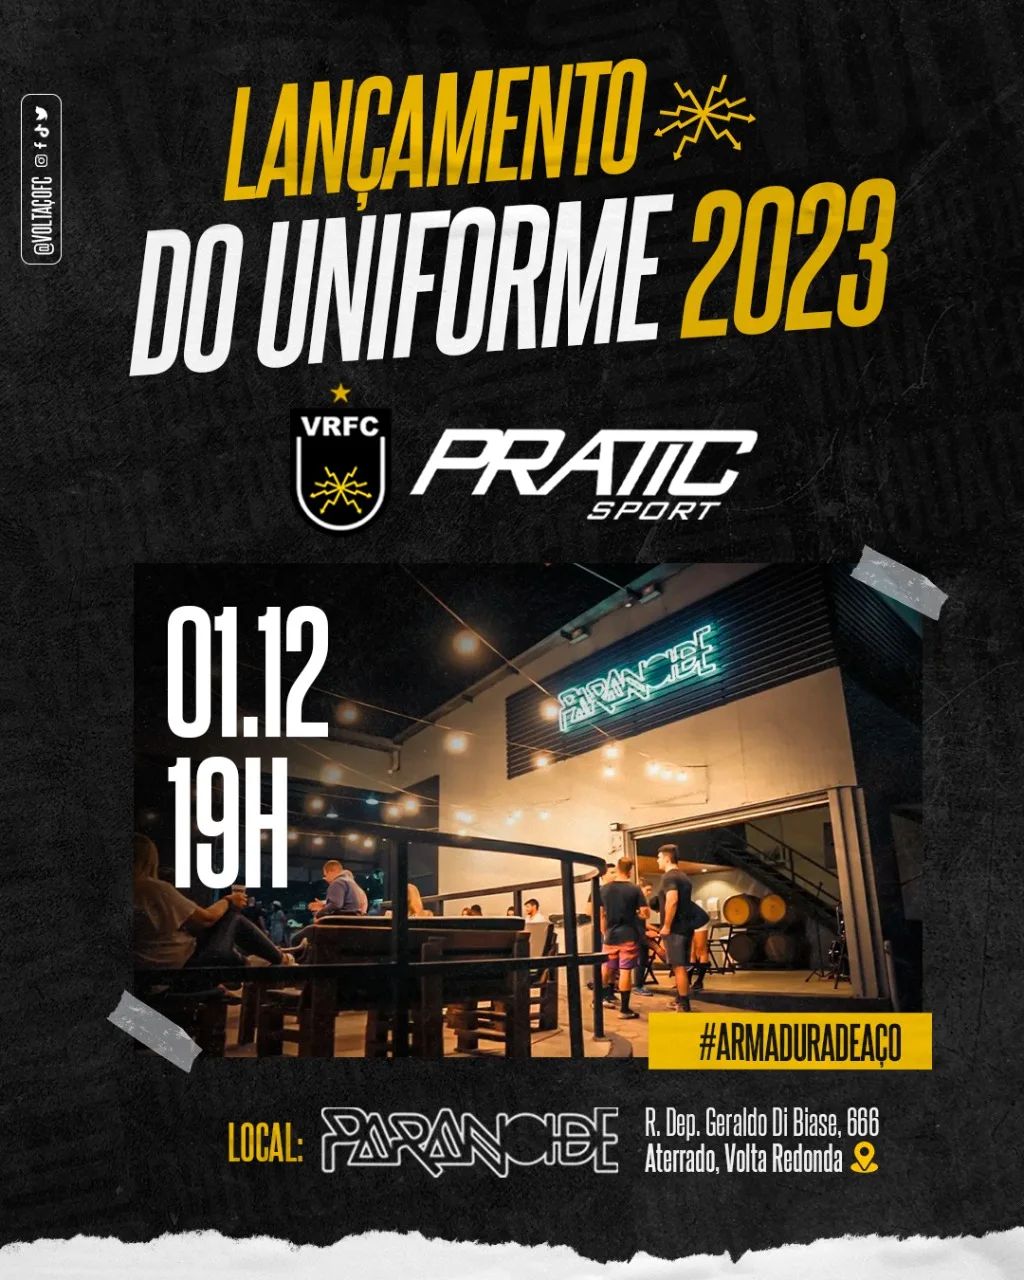 @VOLTAÇOFC
LANÇAMENTO
DO UNIFORME 2023
VRFC
PRATIC
SPORT
01.12
19H
PARANOIDE
#ARMADURADEAÇO
LOCAL:
PARANOIDE
R. Dep. Geraldo Di Biase, 666
Aterrado, Volta Redonda